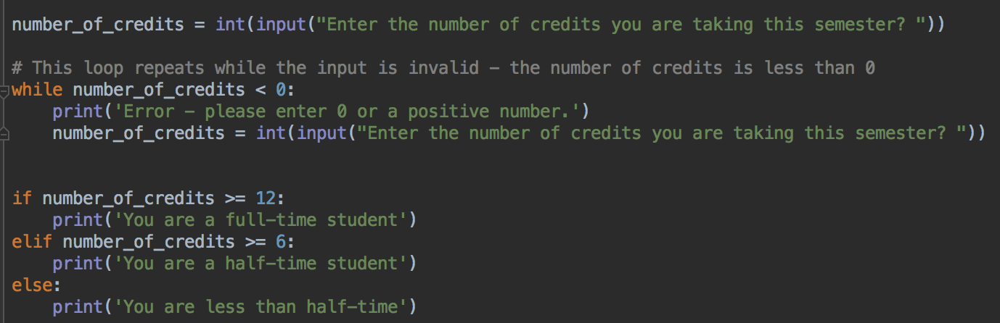 number_of_credits = int(input("Enter the number of credits you are taking this semester? "))
# This loop repeats while the input is invalid - the number of credits is less than 0
while number_of_credits < 0:
    print('Error - please enter 0 or a positive number.')
    number_of_credits = int(input("Enter the number of credits you are taking this semester? "))
if number_of_credits >= 12:
    print('You are a full-time student')
elif number_of_credits >= 6:
    print('You are a half-time student')
else:
    print('You are less than half-time')